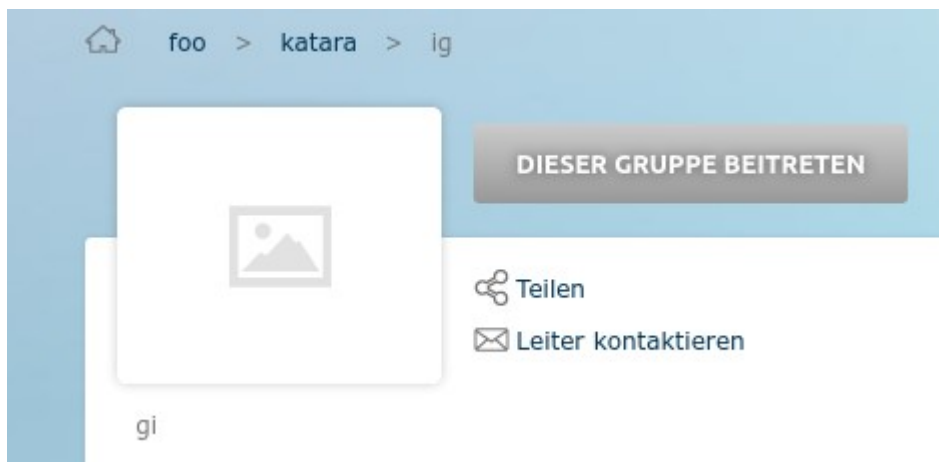 foo > katara > ig
DIESER GRUPPE BEITRETEN
Teilen
Leiter kontaktieren
gi